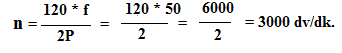 n = 120 * f / 2P = 120 * 50 / 2 = 6000 / 2 = 3000 dv/dk.